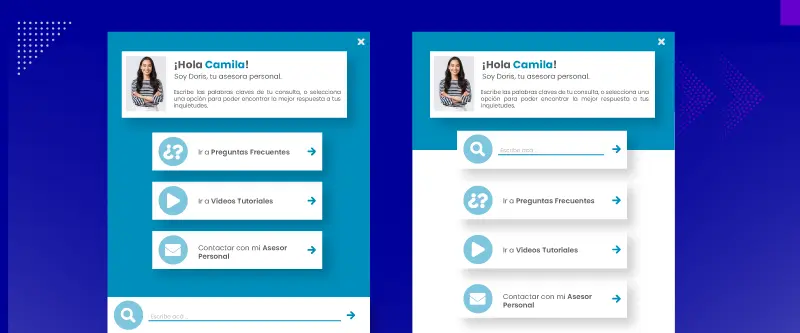 ¡Hola Camila!
Soy Doris, tu asesora personal.
Escribe las palabras claves de tu consulta, o selecciona
una opción para poder encontrar la mejor respuesta a tus
inquietudes.
Ir a Preguntas Frecuentes
Ir a Videos Tutoriales
Contactar con mi Asesor
Personal
Escribe acá ...
¡Hola Camila!
Soy Doris, tu asesora personal.
Escribe las palabras claves de tu consulta, o selecciona
una opción para poder encontrar la mejor respuesta a tus
inquietudes.
Escribe
Ir a Preguntas Frecuentes
Ir a Videos Tutoriales
Contactar con mi Asesor
Personal